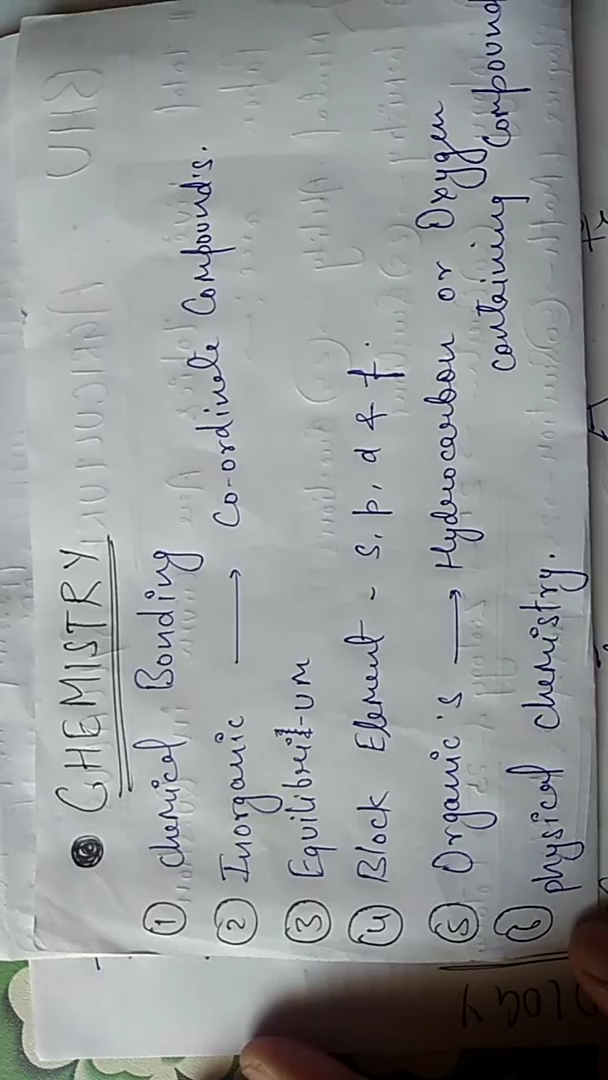 CHEMISTRY
① chemical Bonding
② Inorganic → Co-ordinate Compound's.
③ Equilibrium
④ Block Element - s, p, d & f.
⑤ Organic's → Hydrocarbon or Oxygen
containing Compound
⑥ physical chemistry.